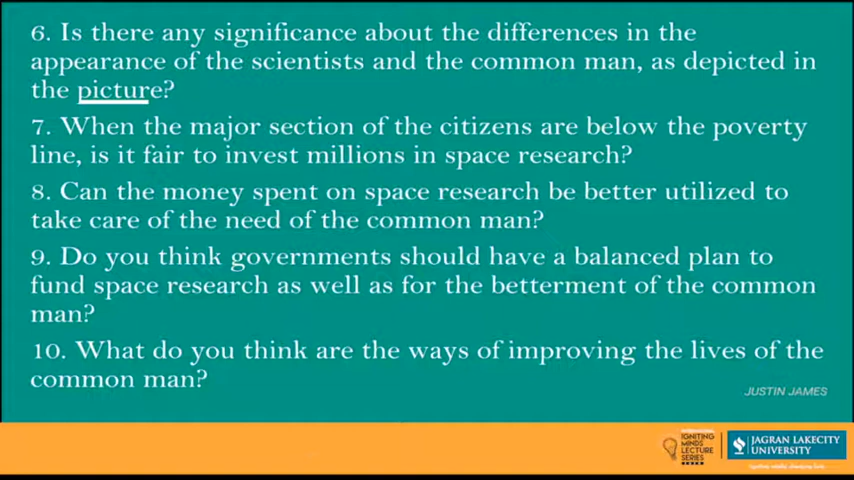 6. Is there any significance about the differences in the
appearance of the scientists and the common man, as depicted in
the picture?
7. When the major section of the citizens are below the poverty
line, is it fair to invest millions in space research?
8. Can the money spent on space research be better utilized to
take care of the need of the common man?
9. Do you think governments should have a balanced plan to
fund space research as well as for the betterment of the common
man?
10. What do you think are the ways of improving the lives of the
common man?
JUSTIN JAMES
IGNITING
MINDS
LECTURE
SERIES
JAGRAN LAKECITY
UNIVERSITY